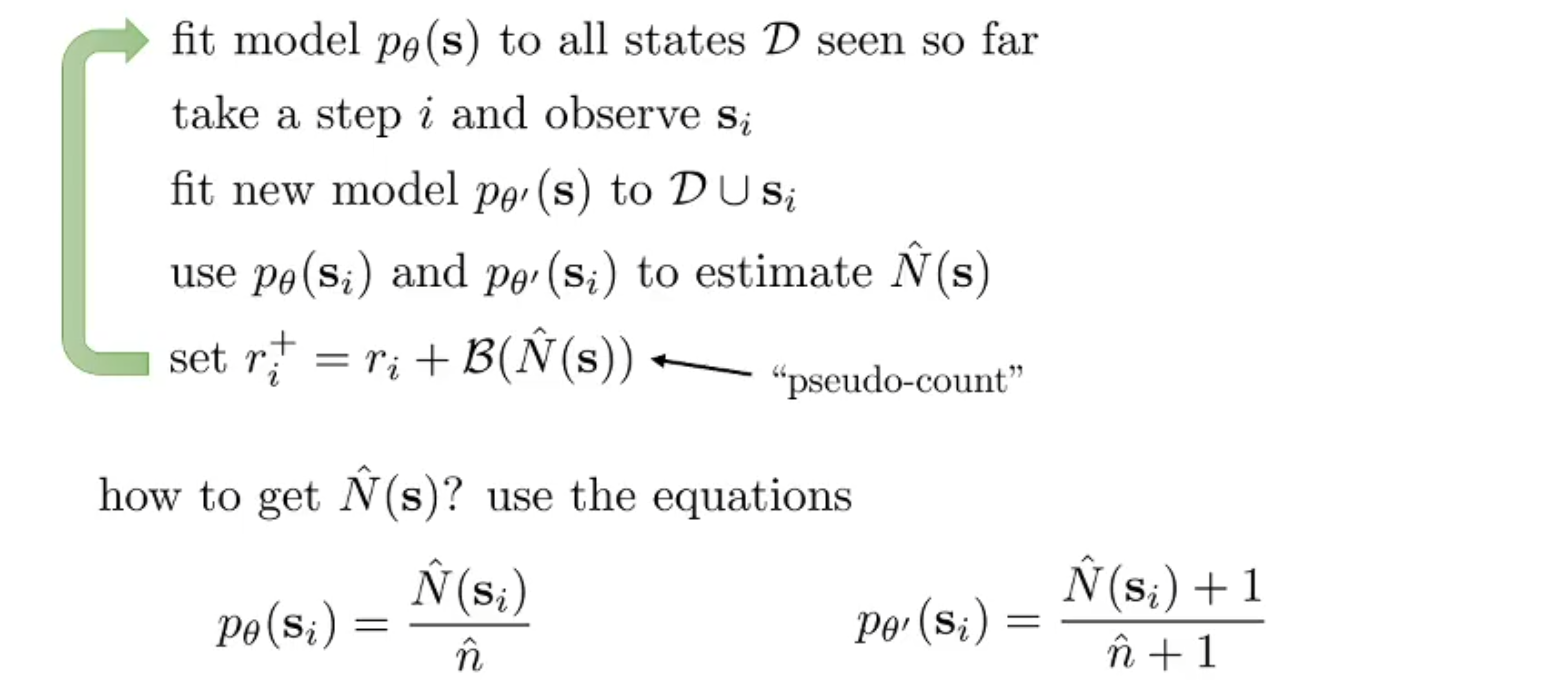 fit model p_θ(s) to all states 𝒟 seen so far
take a step i and observe s_i
fit new model p_θ′(s) to 𝒟 ∪ s_i
use p_θ(s_i) and p_θ′(s_i) to estimate N̂(s)
set r_i^+ = r_i + ℬ(N̂(s)) “pseudo-count”
how to get N̂(s)? use the equations
p_θ(s_i) = N̂(s_i) / n̂    p_θ′(s_i) = (N̂(s_i) + 1) / (n̂ + 1)